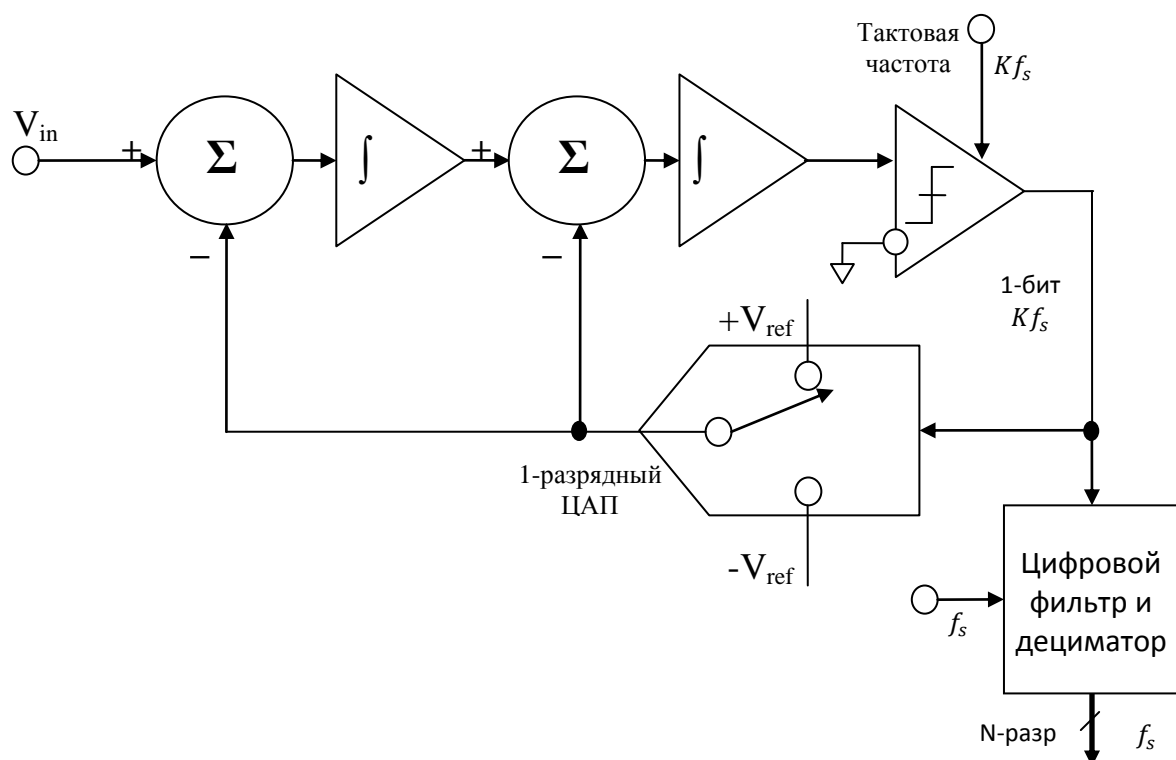 Тактовая
частота
Kf_s
V_in
+
Σ
∫
+
Σ
∫
−
−
1-бит
Kf_s
+V_ref
1-разрядный
ЦАП
-V_ref
Цифровой
фильтр и
дециматор
f_s
N-разр
f_s